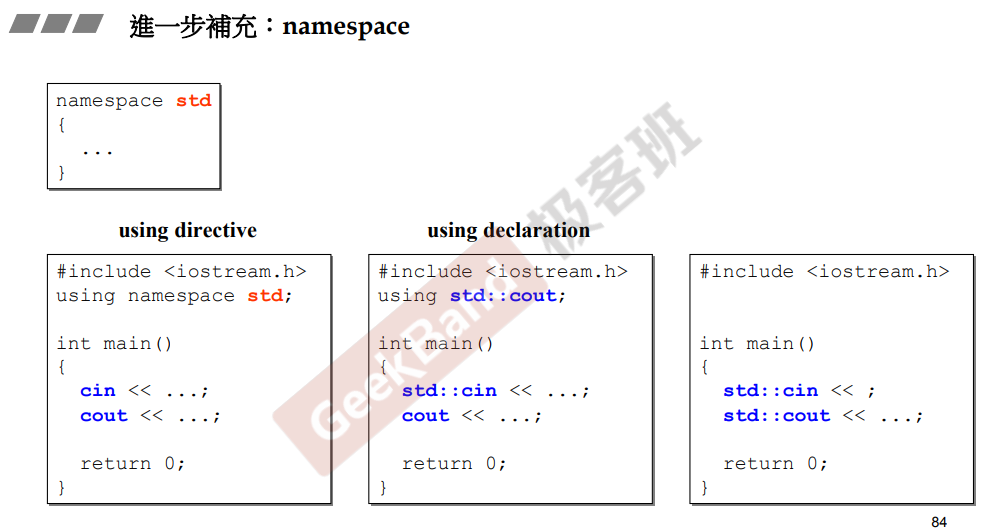 進一步補充：namespace
namespace std
{
...
}
using directive
#include <iostream.h>
using namespace std;
int main()
{
cin << ...;
cout << ...;
return 0;
}
using declaration
#include <iostream.h>
using std::cout;
int main()
{
std::cin << ...;
cout << ...;
return 0;
}
#include <iostream.h>
int main()
{
std::cin << ;
std::cout << ...;
return 0;
}
GeekBand 极客班
84